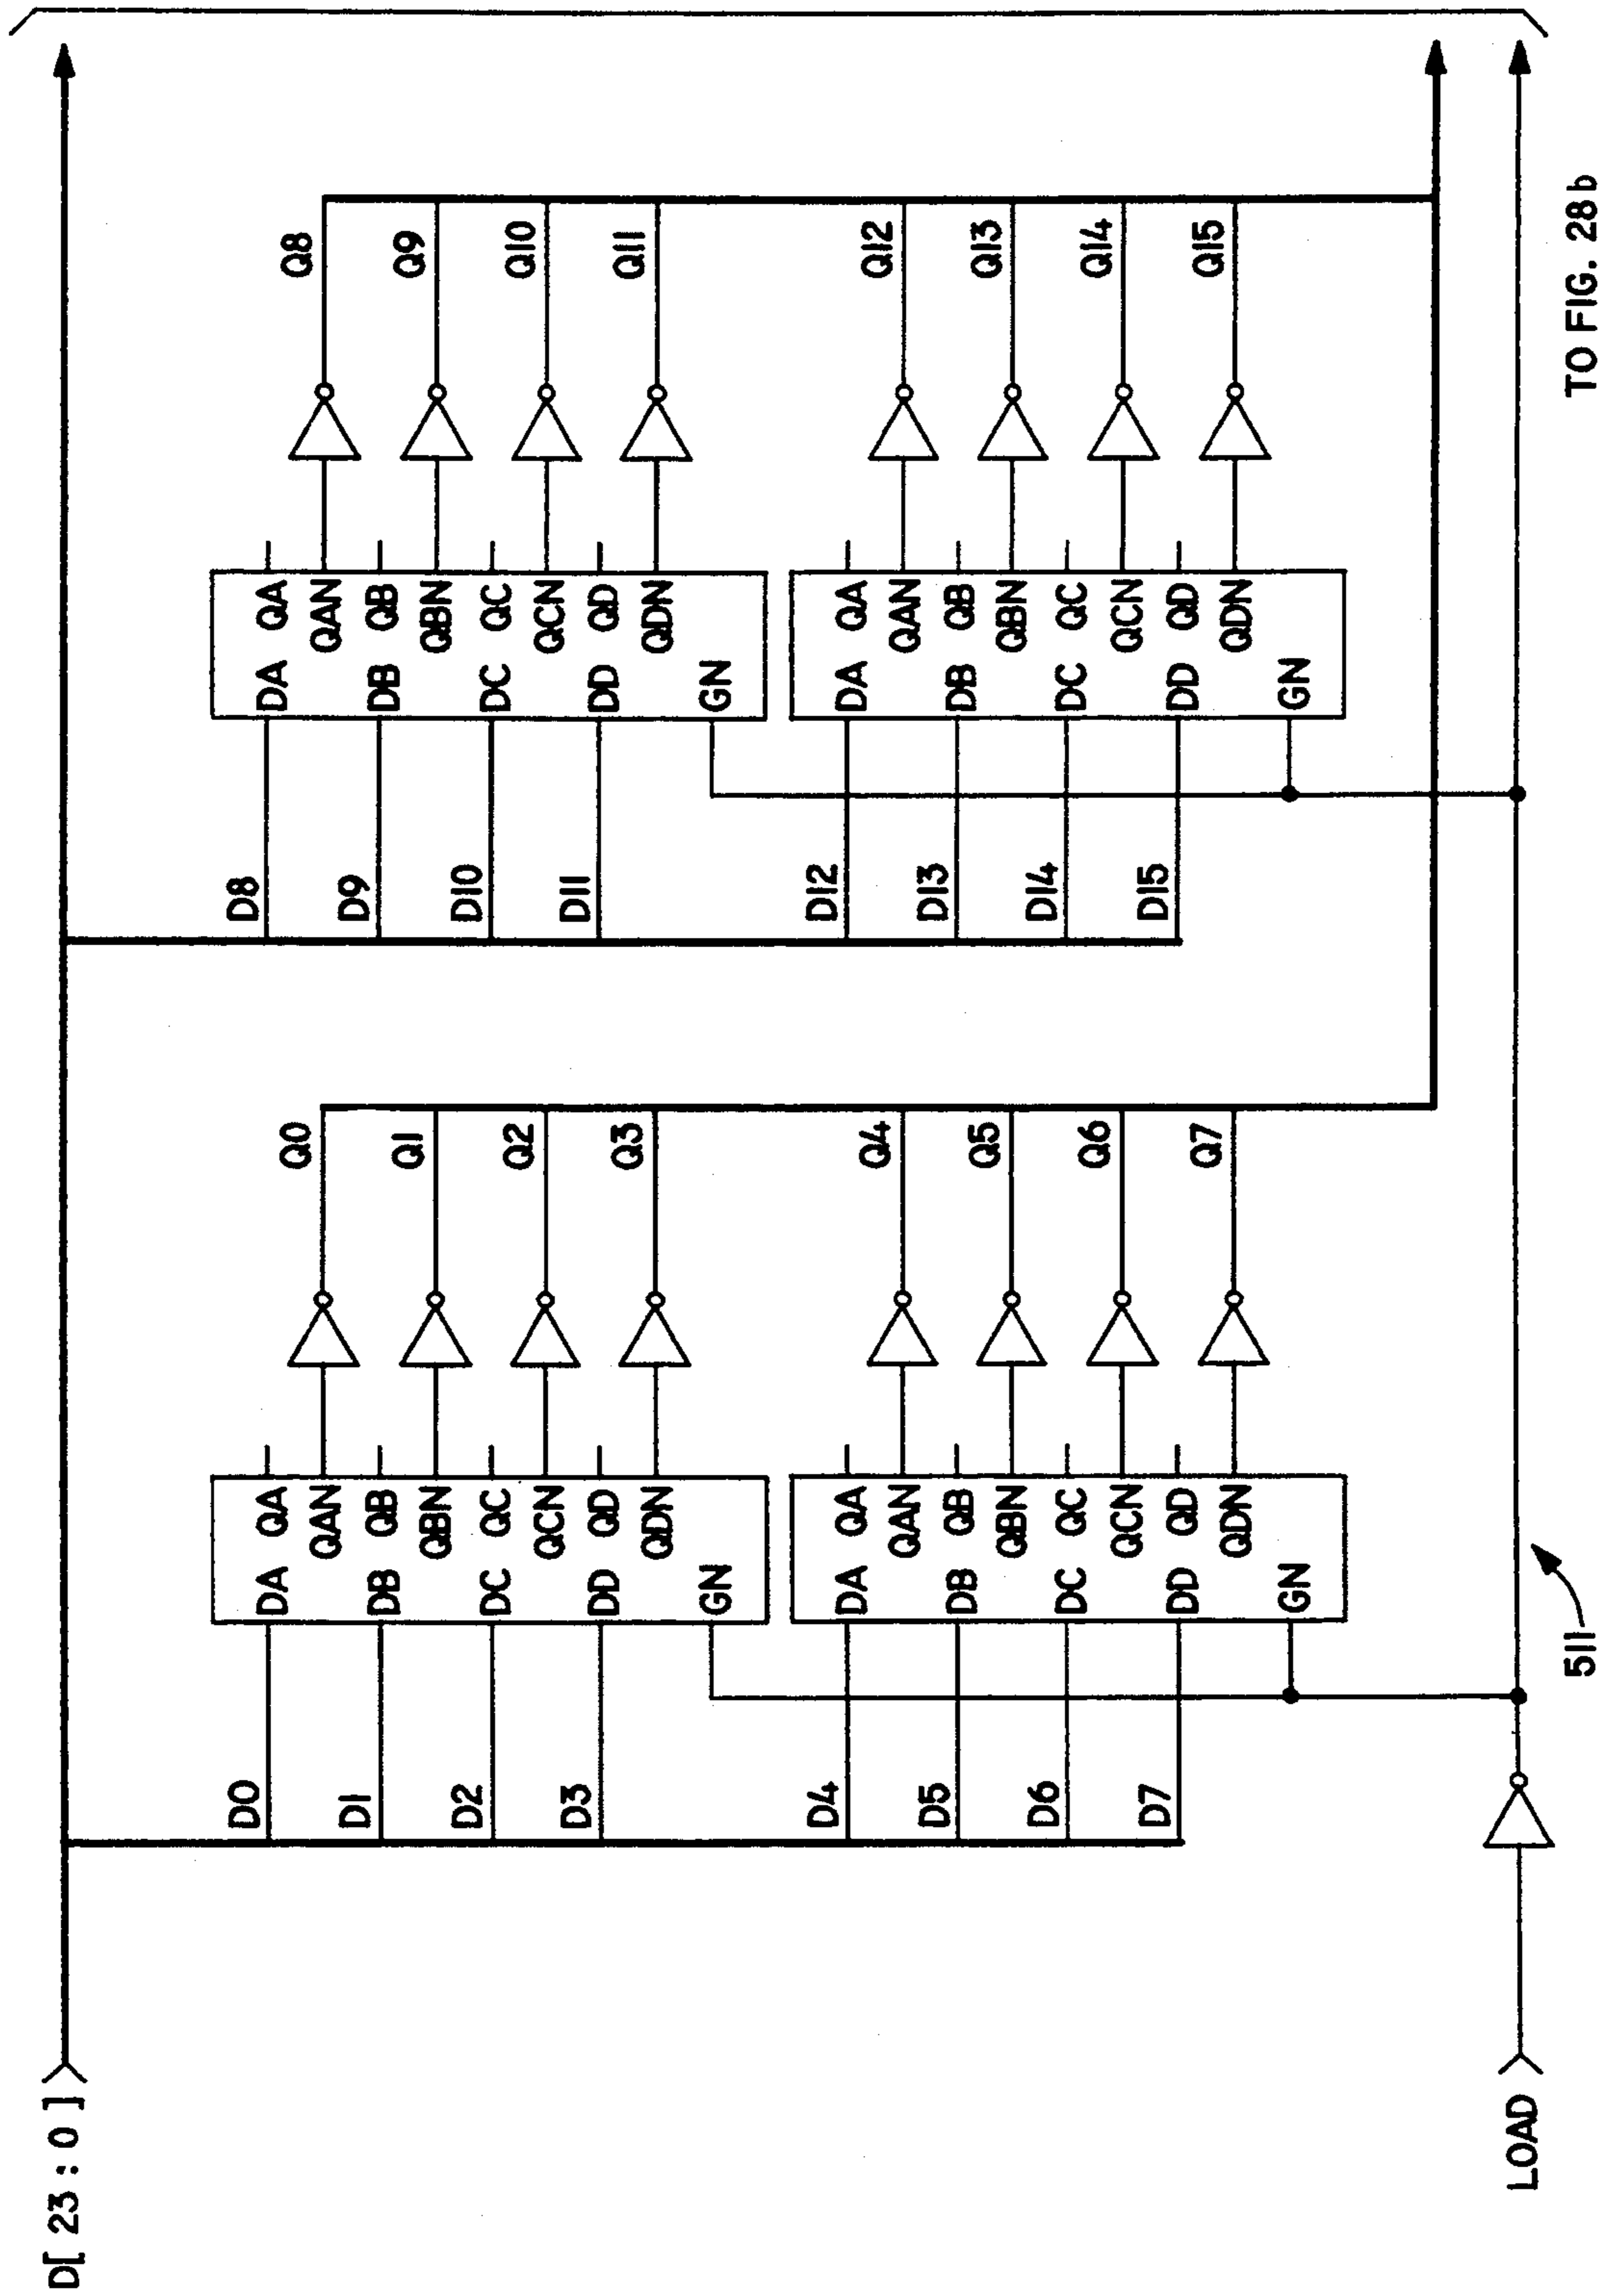 D[23:0]
D0
D1
D2
D3
DA QA
QAN
DB QB
QBN
DC QC
QCN
DD QD
QDN
GN
Q0
Q1
Q2
Q3
D8
D9
D10
D11
DA QA
QAN
DB QB
QBN
DC QC
QCN
DD QD
QDN
GN
Q8
Q9
Q10
Q11
D4
D5
D6
D7
DA QA
QAN
DB QB
QBN
DC QC
QCN
DD QD
QDN
GN
Q4
Q5
Q6
Q7
D12
D13
D14
D15
DA QA
QAN
DB QB
QBN
DC QC
QCN
DD QD
QDN
GN
Q12
Q13
Q14
Q15
LOAD
511
TO FIG. 28b